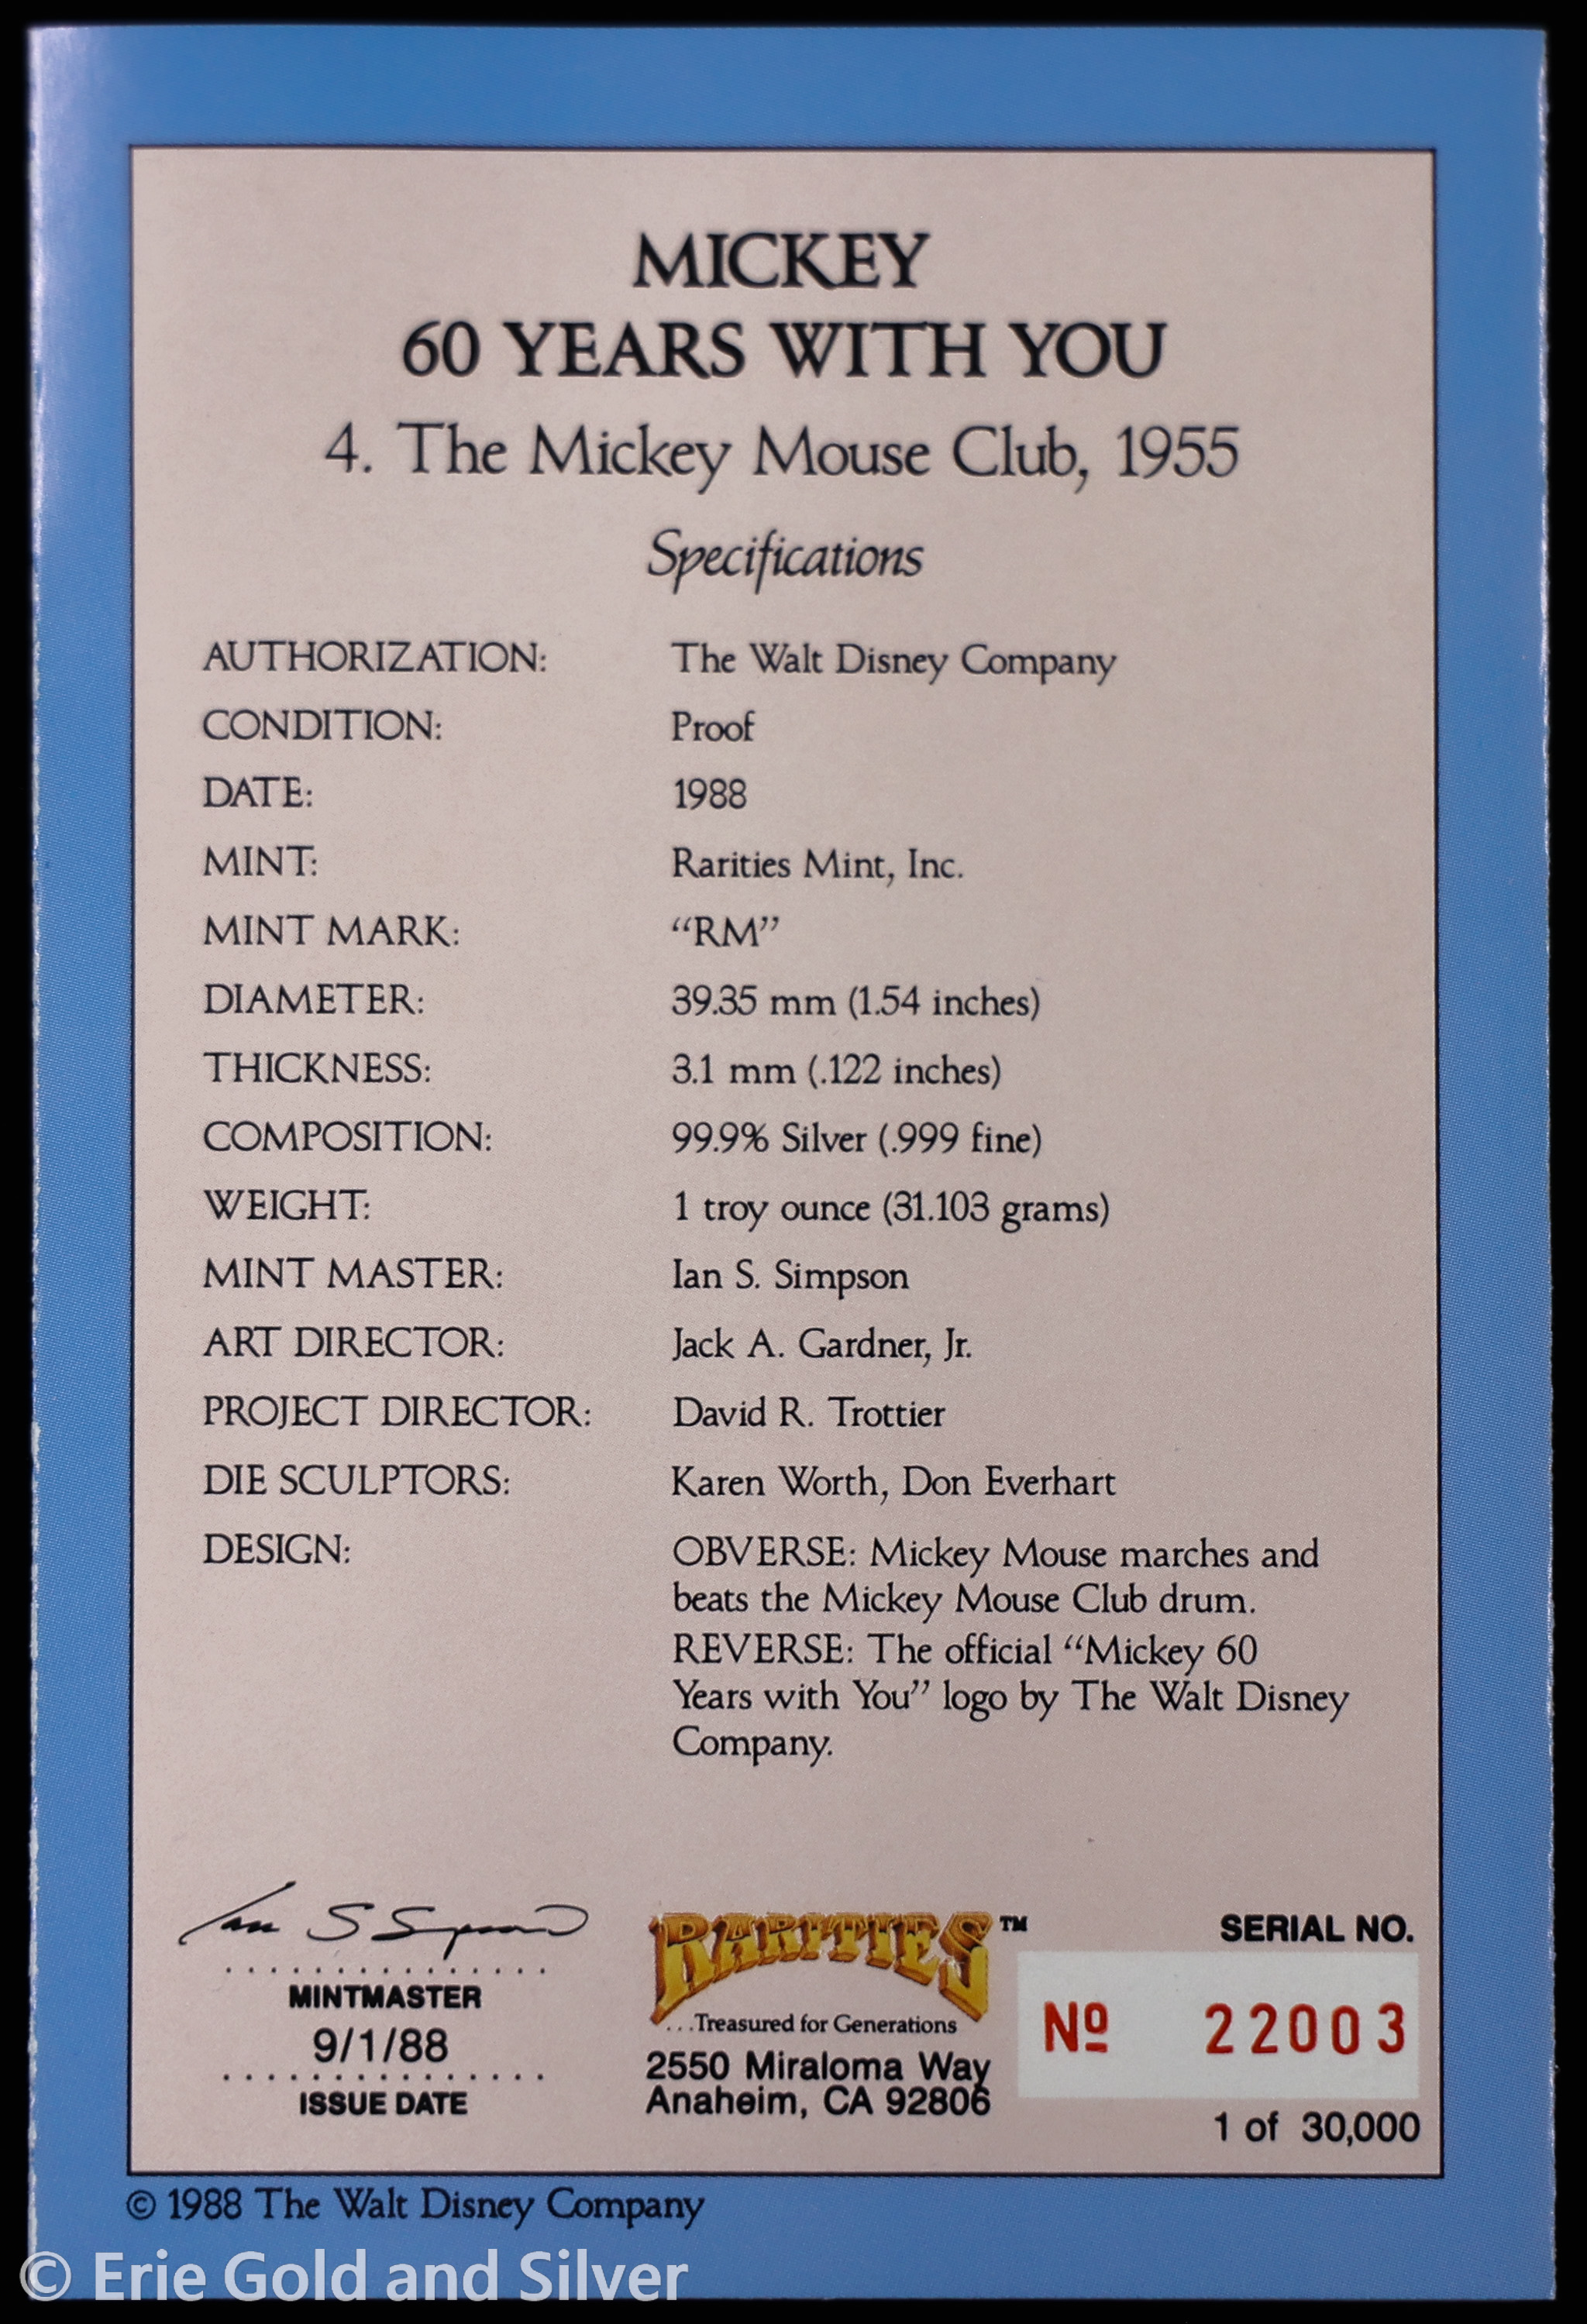 MICKEY
60 YEARS WITH YOU
4. The Mickey Mouse Club, 1955
Specifications
AUTHORIZATION: The Walt Disney Company
CONDITION: Proof
DATE: 1988
MINT: Rarities Mint, Inc.
MINT MARK: “RM”
DIAMETER: 39.35 mm (1.54 inches)
THICKNESS: 3.1 mm (.122 inches)
COMPOSITION: 99.9% Silver (.999 fine)
WEIGHT: 1 troy ounce (31.103 grams)
MINT MASTER: Ian S. Simpson
ART DIRECTOR: Jack A. Gardner, Jr.
PROJECT DIRECTOR: David R. Trottier
DIE SCULPTORS: Karen Worth, Don Everhart
DESIGN: OBVERSE: Mickey Mouse marches and
beats the Mickey Mouse Club drum.
REVERSE: The official “Mickey 60
Years with You” logo by The Walt Disney
Company.
Ian S Simpson
MINTMASTER
9/1/88
ISSUE DATE
RARITIES™
...Treasured for Generations
2550 Miraloma Way
Anaheim, CA 92806
SERIAL NO.
Nº 22003
1 of 30,000
© 1988 The Walt Disney Company
© Erie Gold and Silver